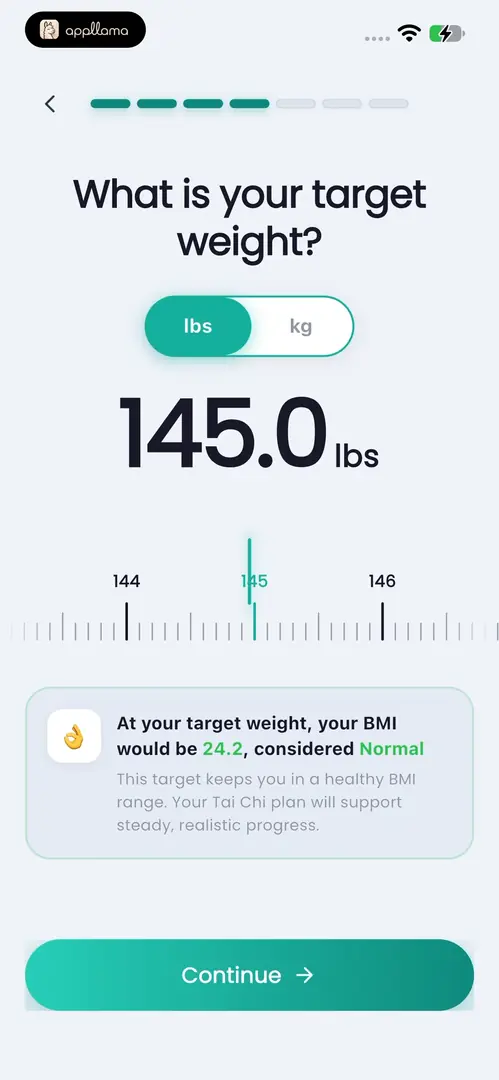 appllama
What is your target
weight?
lbs kg
145.0 lbs
144 145 146
At your target weight, your BMI
would be 24.2, considered Normal
This target keeps you in a healthy BMI
range. Your Tai Chi plan will support
steady, realistic progress.
Continue →